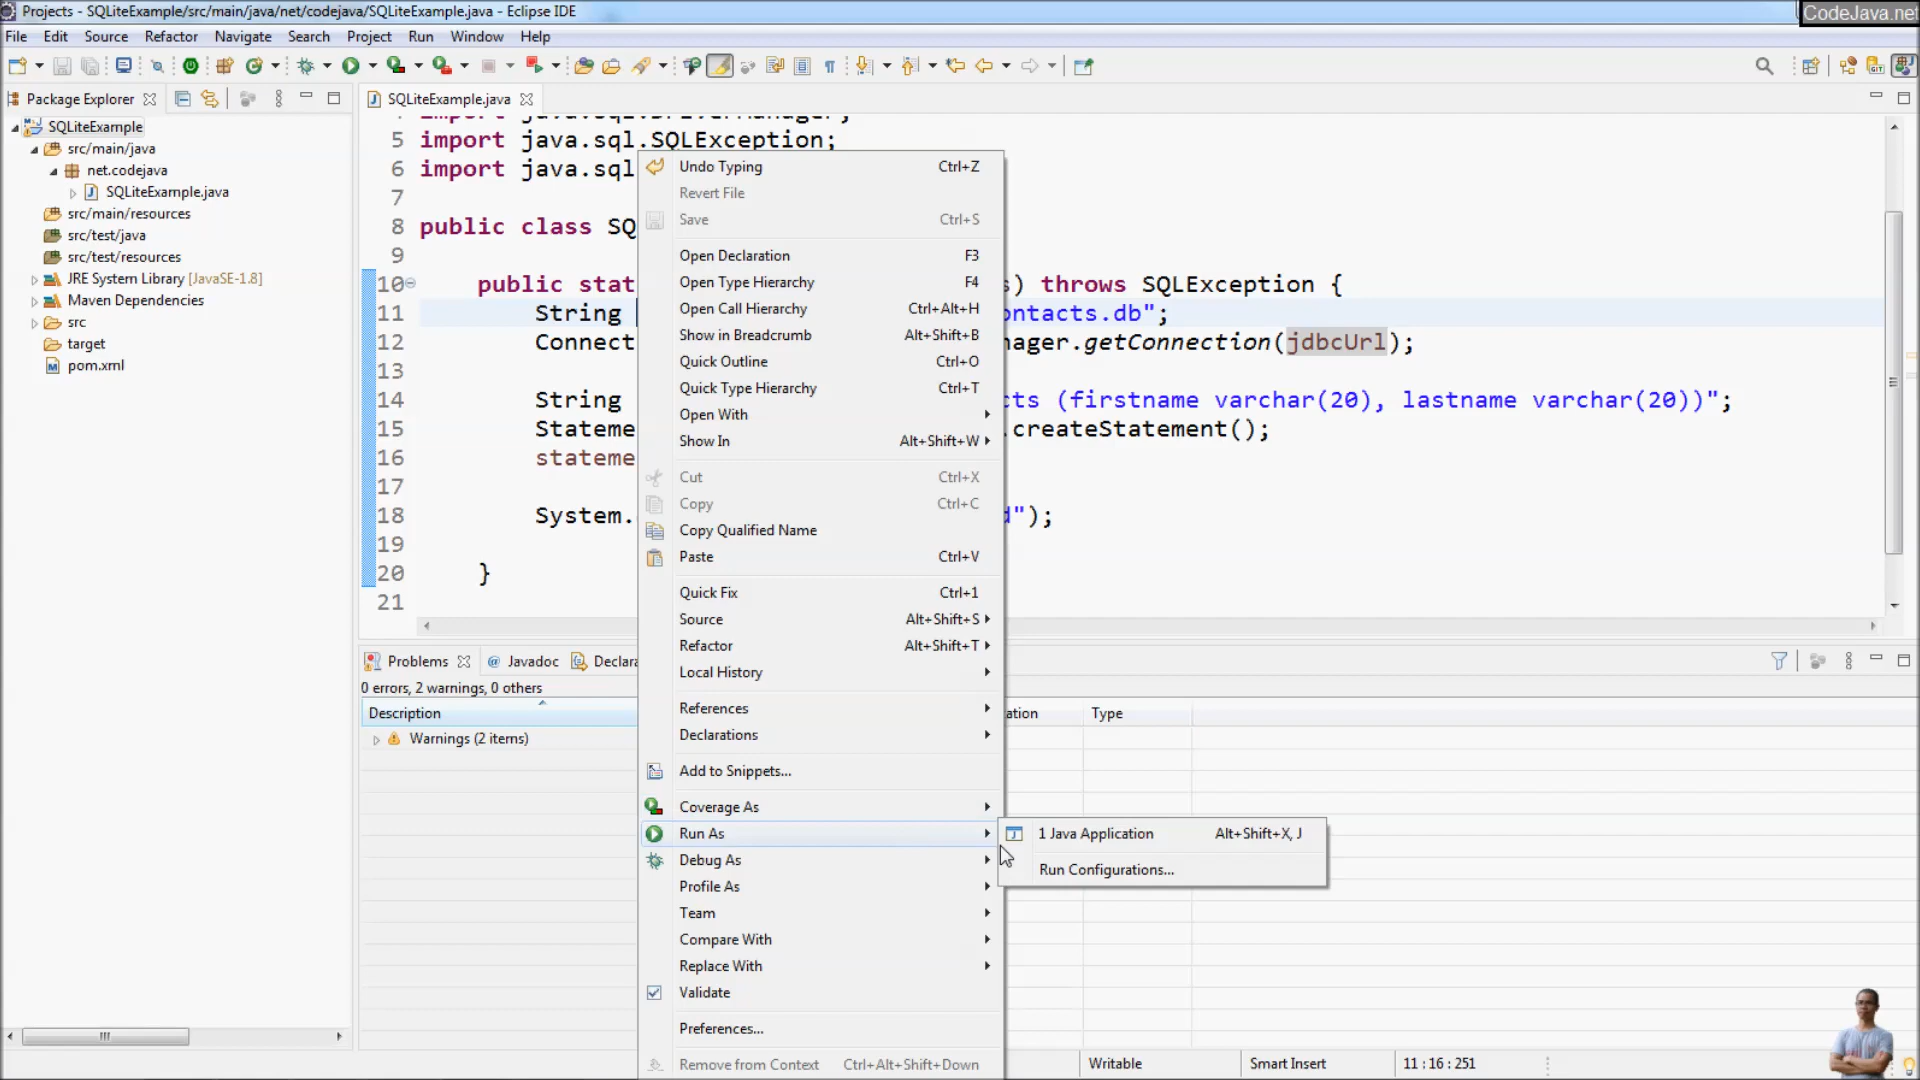 Projects - SQLiteExample/src/main/java/net/codejava/SQLiteExample.java - Eclipse IDE
CodeJava.net
File Edit Source Refactor Navigate Search Project Run Window Help
Package Explorer
SQLiteExample
src/main/java
net.codejava
SQLiteExample.java
src/main/resources
src/test/java
src/test/resources
JRE System Library [JavaSE-1.8]
Maven Dependencies
src
target
pom.xml
SQLiteExample.java
5 import java.sql.SQLException;
6 import java.sql
7
8 public class SQ
9
10 public stat s) throws SQLException {
11 String ontacts.db";
12 Connect nager.getConnection(jdbcUrl);
13
14 String cts (firstname varchar(20), lastname varchar(20))";
15 Stateme .createStatement();
16 stateme
17
18 System. d");
19
20 }
21
Undo Typing Ctrl+Z
Revert File
Save Ctrl+S
Open Declaration F3
Open Type Hierarchy F4
Open Call Hierarchy Ctrl+Alt+H
Show in Breadcrumb Alt+Shift+B
Quick Outline Ctrl+O
Quick Type Hierarchy Ctrl+T
Open With
Show In Alt+Shift+W
Cut Ctrl+X
Copy Ctrl+C
Copy Qualified Name
Paste Ctrl+V
Quick Fix Ctrl+1
Source Alt+Shift+S
Refactor Alt+Shift+T
Local History
References
Declarations
Add to Snippets...
Coverage As
Run As
Debug As
Profile As
Team
Compare With
Replace With
Validate
Preferences...
Remove from Context Ctrl+Alt+Shift+Down
1 Java Application Alt+Shift+X, J
Run Configurations...
Problems @ Javadoc Declara
0 errors, 2 warnings, 0 others
Description ation Type
Warnings (2 items)
Writable Smart Insert 11 : 16 : 251